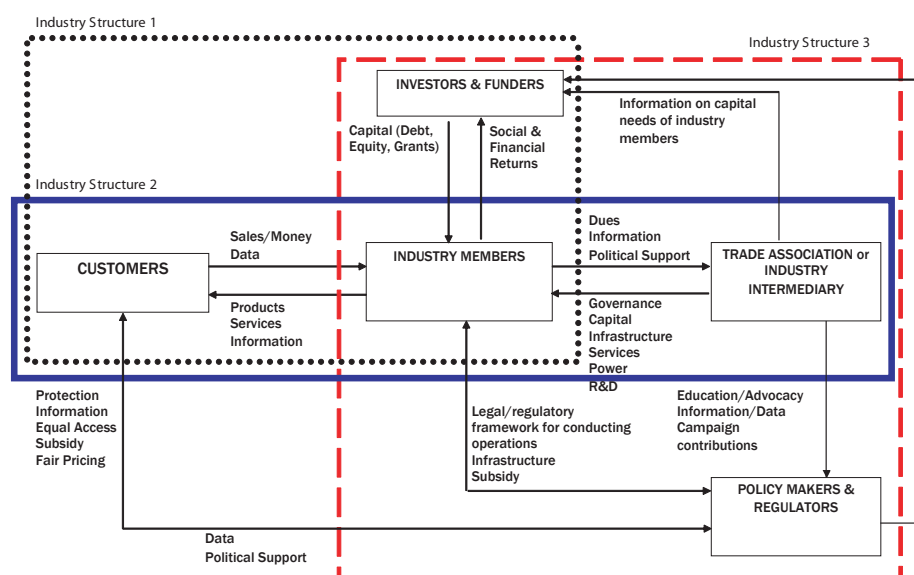 Industry Structure 1
Industry Structure 3
INVESTORS & FUNDERS
Information on capital
needs of industry
members
Capital (Debt,
Equity, Grants)
Social &
Financial
Returns
Industry Structure 2
Sales/Money
Data
CUSTOMERS
INDUSTRY MEMBERS
Dues
Information
Political Support
TRADE ASSOCIATION or
INDUSTRY
INTERMEDIARY
Products
Services
Information
Governance
Capital
Infrastructure
Services
Power
R&D
Protection
Information
Equal Access
Subsidy
Fair Pricing
Legal/regulatory
framework for conducting
operations
Infrastructure
Subsidy
Education/Advocacy
Information/Data
Campaign
contributions
POLICY MAKERS &
REGULATORS
Data
Political Support